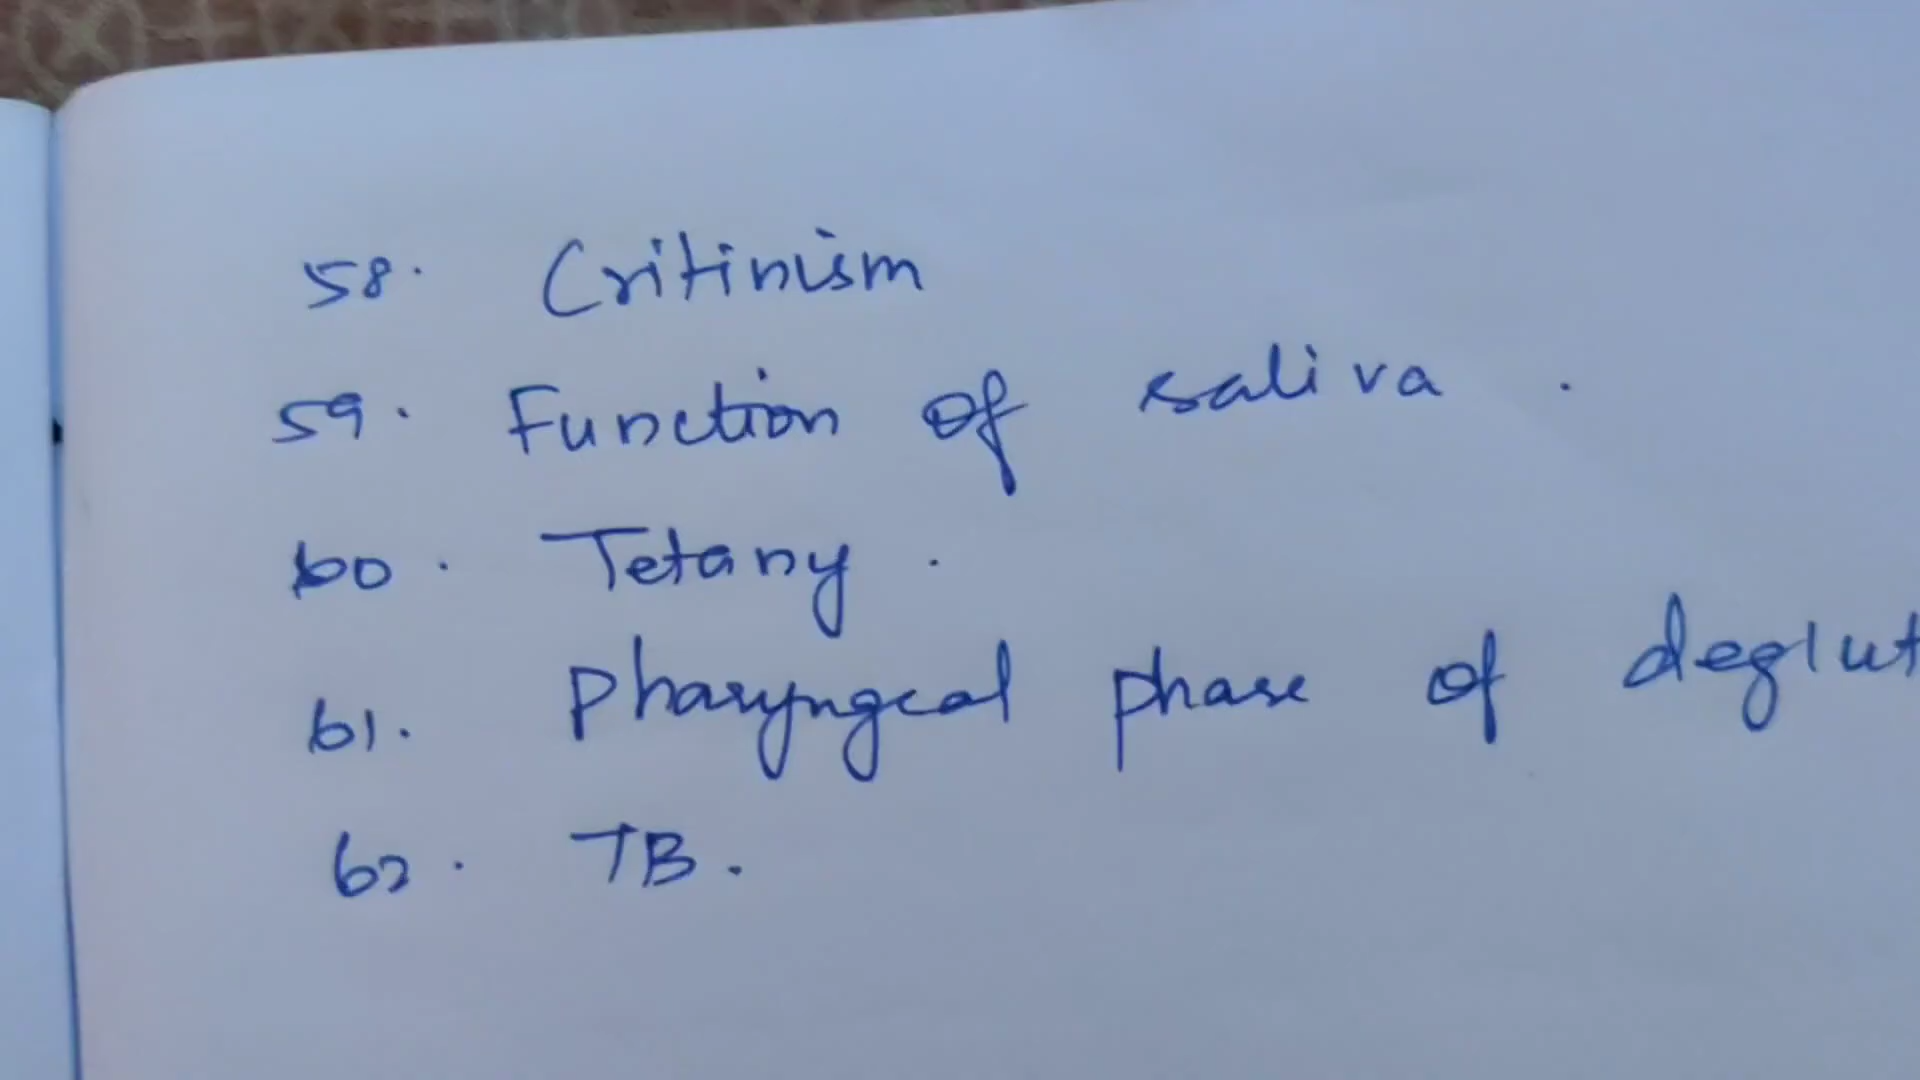 58. Critinism
59. Function of saliva.
60. Tetany.
61. Pharyngeal phase of deglut
62. TB.